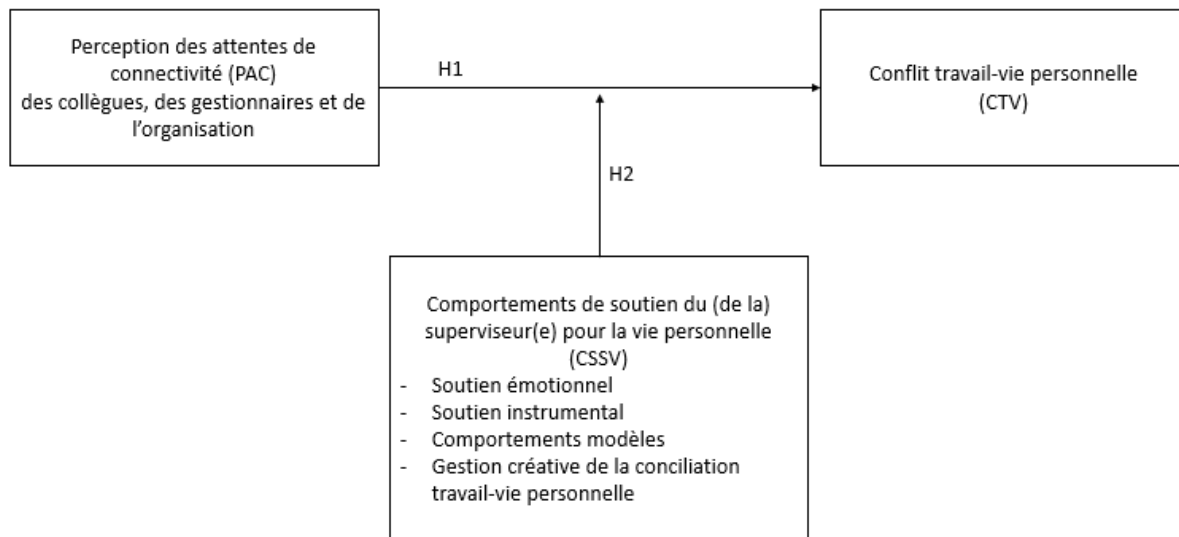 Perception des attentes de
connectivité (PAC)
des collègues, des gestionnaires et de
l'organisation
H1
Conflit travail-vie personnelle
(CTV)
H2
Comportements de soutien du (de la)
superviseur(e) pour la vie personnelle
(CSSV)
- Soutien émotionnel
- Soutien instrumental
- Comportements modèles
- Gestion créative de la conciliation
travail-vie personnelle